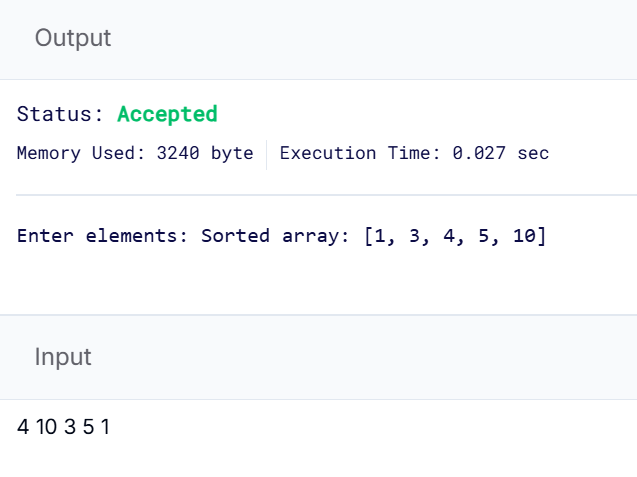 Output
Status: Accepted
Memory Used: 3240 byte Execution Time: 0.027 sec
Enter elements: Sorted array: [1, 3, 4, 5, 10]
Input
4 10 3 5 1